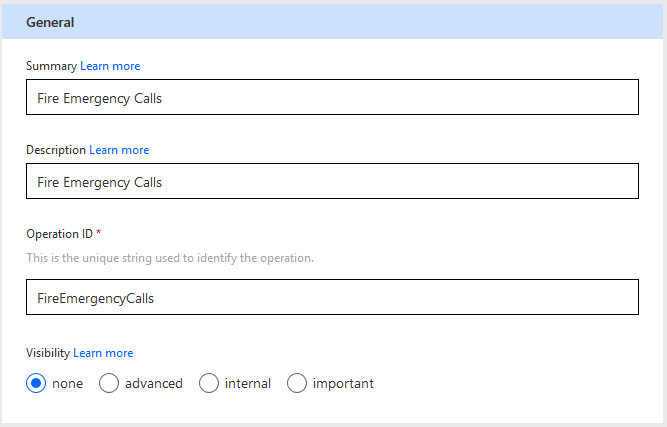 General
Summary Learn more
Fire Emergency Calls
Description Learn more
Fire Emergency Calls
Operation ID *
This is the unique string used to identify the operation.
FireEmergencyCalls
Visibility Learn more
none advanced internal important